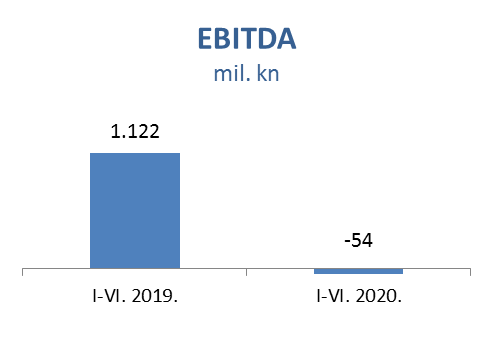 EBITDA
mil. kn
1.122
-54
I-VI. 2019.
I-VI. 2020.